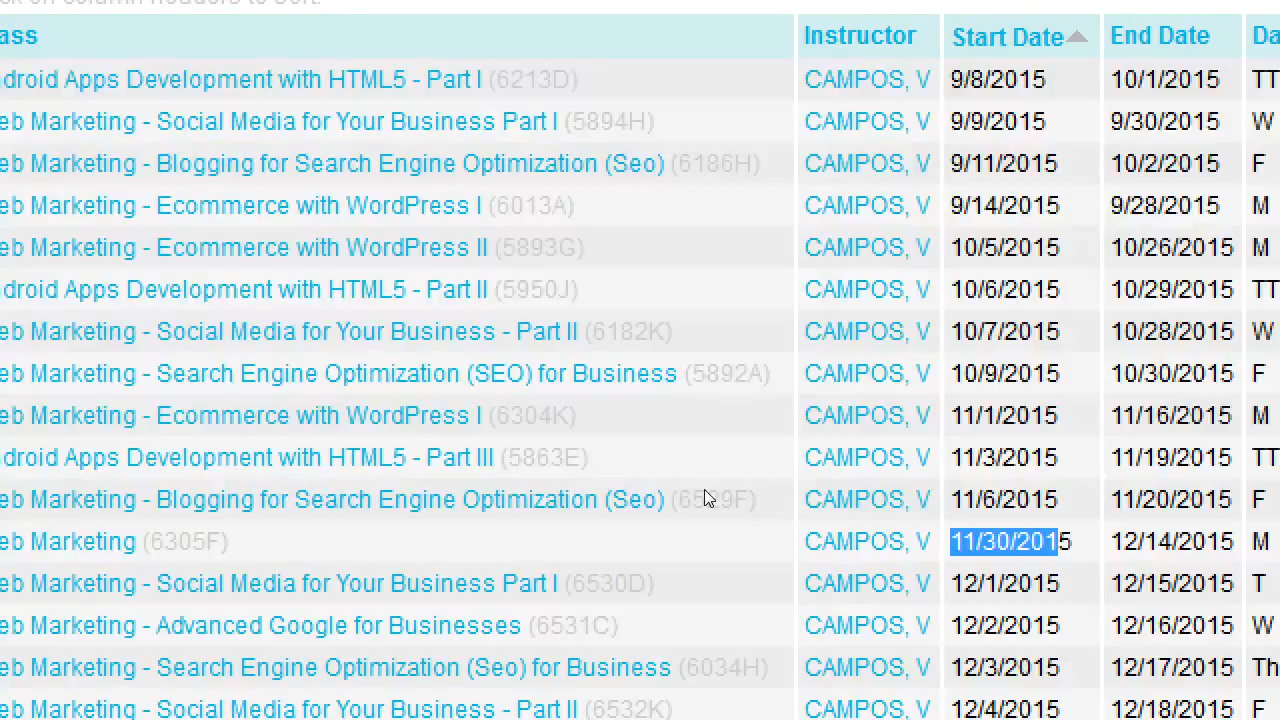 ass Instructor Start Date End Date Da
droid Apps Development with HTML5 - Part I (6213D) CAMPOS, V 9/8/2015 10/1/2015 TT
eb Marketing - Social Media for Your Business Part I (5894H) CAMPOS, V 9/9/2015 9/30/2015 W
eb Marketing - Blogging for Search Engine Optimization (Seo) (6186H) CAMPOS, V 9/11/2015 10/2/2015 F
eb Marketing - Ecommerce with WordPress I (6013A) CAMPOS, V 9/14/2015 9/28/2015 M
eb Marketing - Ecommerce with WordPress II (5893G) CAMPOS, V 10/5/2015 10/26/2015 M
droid Apps Development with HTML5 - Part II (5950J) CAMPOS, V 10/6/2015 10/29/2015 TT
eb Marketing - Social Media for Your Business - Part II (6182K) CAMPOS, V 10/7/2015 10/28/2015 W
eb Marketing - Search Engine Optimization (SEO) for Business (5892A) CAMPOS, V 10/9/2015 10/30/2015 F
eb Marketing - Ecommerce with WordPress I (6304K) CAMPOS, V 11/1/2015 11/16/2015 M
droid Apps Development with HTML5 - Part III (5863E) CAMPOS, V 11/3/2015 11/19/2015 TT
eb Marketing - Blogging for Search Engine Optimization (Seo) CAMPOS, V 11/6/2015 11/20/2015 F
eb Marketing (6305F) CAMPOS, V 11/30/2015 12/14/2015 M
eb Marketing - Social Media for Your Business Part I (6530D) CAMPOS, V 12/1/2015 12/15/2015 T
eb Marketing - Advanced Google for Businesses (6531C) CAMPOS, V 12/2/2015 12/16/2015 W
eb Marketing - Search Engine Optimization (Seo) for Business (6034H) CAMPOS, V 12/3/2015 12/17/2015 Th
eb Marketing - Social Media for Your Business - Part II (6532K) CAMPOS, V 12/4/2015 12/18/2015 F